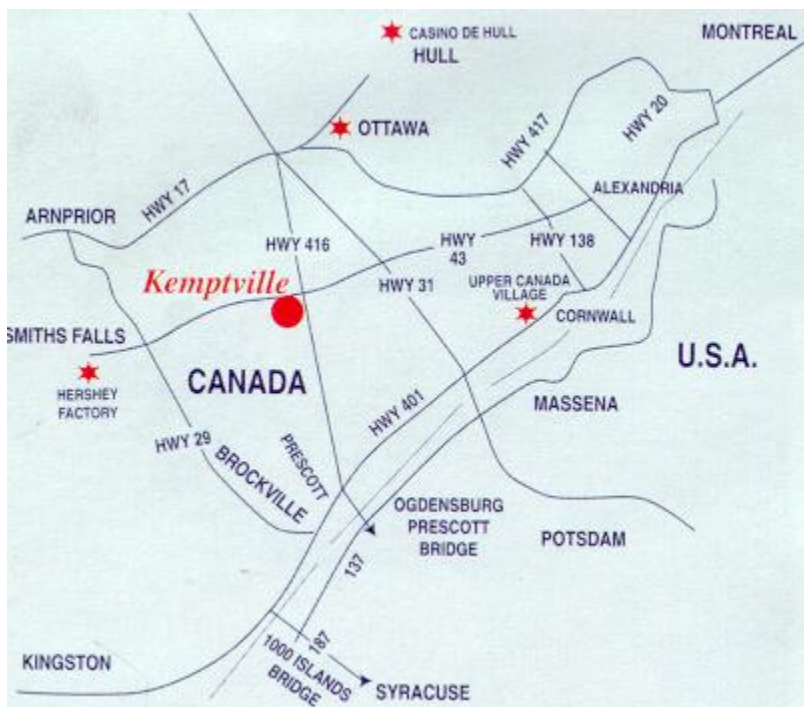 CASINO DE HULL
HULL
MONTREAL
OTTAWA
HWY 417
HWY 20
HWY 17
ALEXANDRIA
ARNPRIOR
HWY 416
HWY
43
HWY 138
Kemptville
HWY 31
UPPER CANADA
VILLAGE
CORNWALL
SMITHS FALLS
U.S.A.
CANADA
HERSHEY
FACTORY
HWY 401
MASSENA
HWY 29
BROCKVILLE
PRESCOTT
OGDENSBURG
PRESCOTT
BRIDGE
POTSDAM
137
187
1000 ISLANDS
BRIDGE
KINGSTON
SYRACUSE